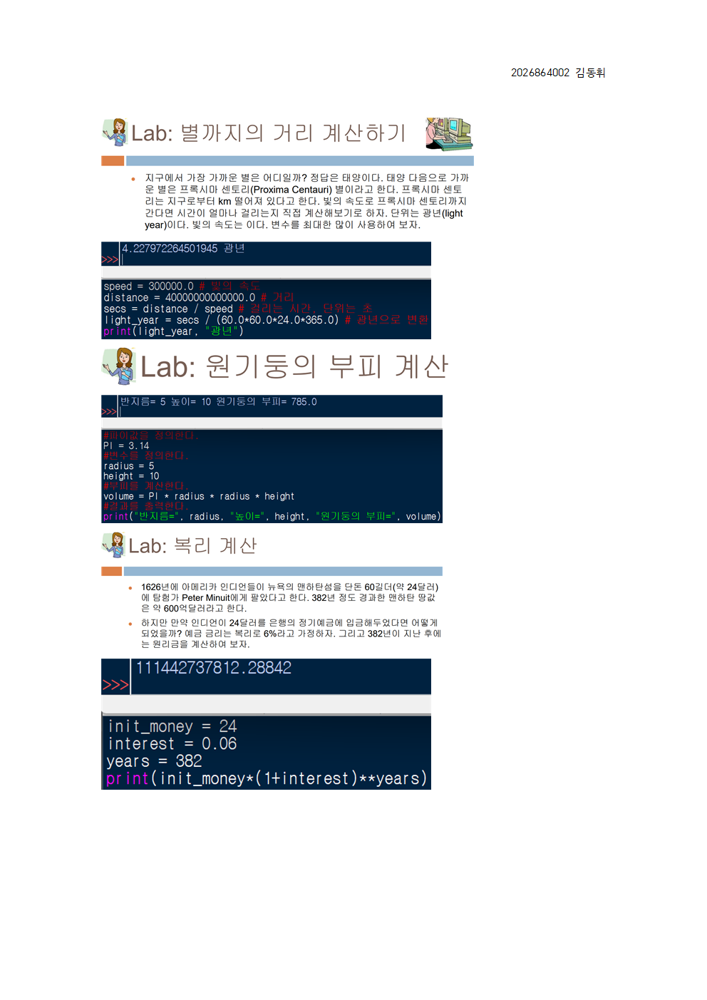 2026864002 김동휘
Lab: 별까지의 거리 계산하기
• 지구에서 가장 가까운 별은 어디일까? 정답은 태양이다. 태양 다음으로 가까
운 별은 프록시마 센토리(Proxima Centauri) 별이라고 한다. 프록시마 센토
리는 지구로부터 km 떨어져 있다고 한다. 빛의 속도로 프록시마 센토리까지
간다면 시간이 얼마나 걸리는지 직접 계산해보기로 하자. 단위는 광년(light
year)이다. 빛의 속도는 이다. 변수를 최대한 많이 사용하여 보자.
4.227972264501945 광년
>>>
speed = 300000.0 # 빛의 속도
distance = 40000000000000.0 # 거리
secs = distance / speed # 걸리는 시간, 단위는 초
light_year = secs / (60.0*60.0*24.0*365.0) # 광년으로 변환
print(light_year, "광년")
Lab: 원기둥의 부피 계산
반지름= 5 높이= 10 원기둥의 부피= 785.0
>>>
#파이값을 정의한다.
PI = 3.14
#변수를 정의한다.
radius = 5
height = 10
#부피를 계산한다.
volume = PI * radius * radius * height
#결과를 출력한다.
print("반지름=", radius, "높이=", height, "원기둥의 부피=", volume)
Lab: 복리 계산
• 1626년에 아메리카 인디언들이 뉴욕의 맨하탄섬을 단돈 60길더(약 24달러)
에 탐험가 Peter Minuit에게 팔았다고 한다. 382년 정도 경과한 맨하탄 땅값
은 약 600억달러라고 한다.
• 하지만 만약 인디언이 24달러를 은행의 정기예금에 입금해두었다면 어떻게
되었을까? 예금 금리는 복리로 6%라고 가정하자. 그리고 382년이 지난 후에
는 원리금을 계산하여 보자.
111442737812.28842
>>>
init_money = 24
interest = 0.06
years = 382
print(init_money*(1+interest)**years)